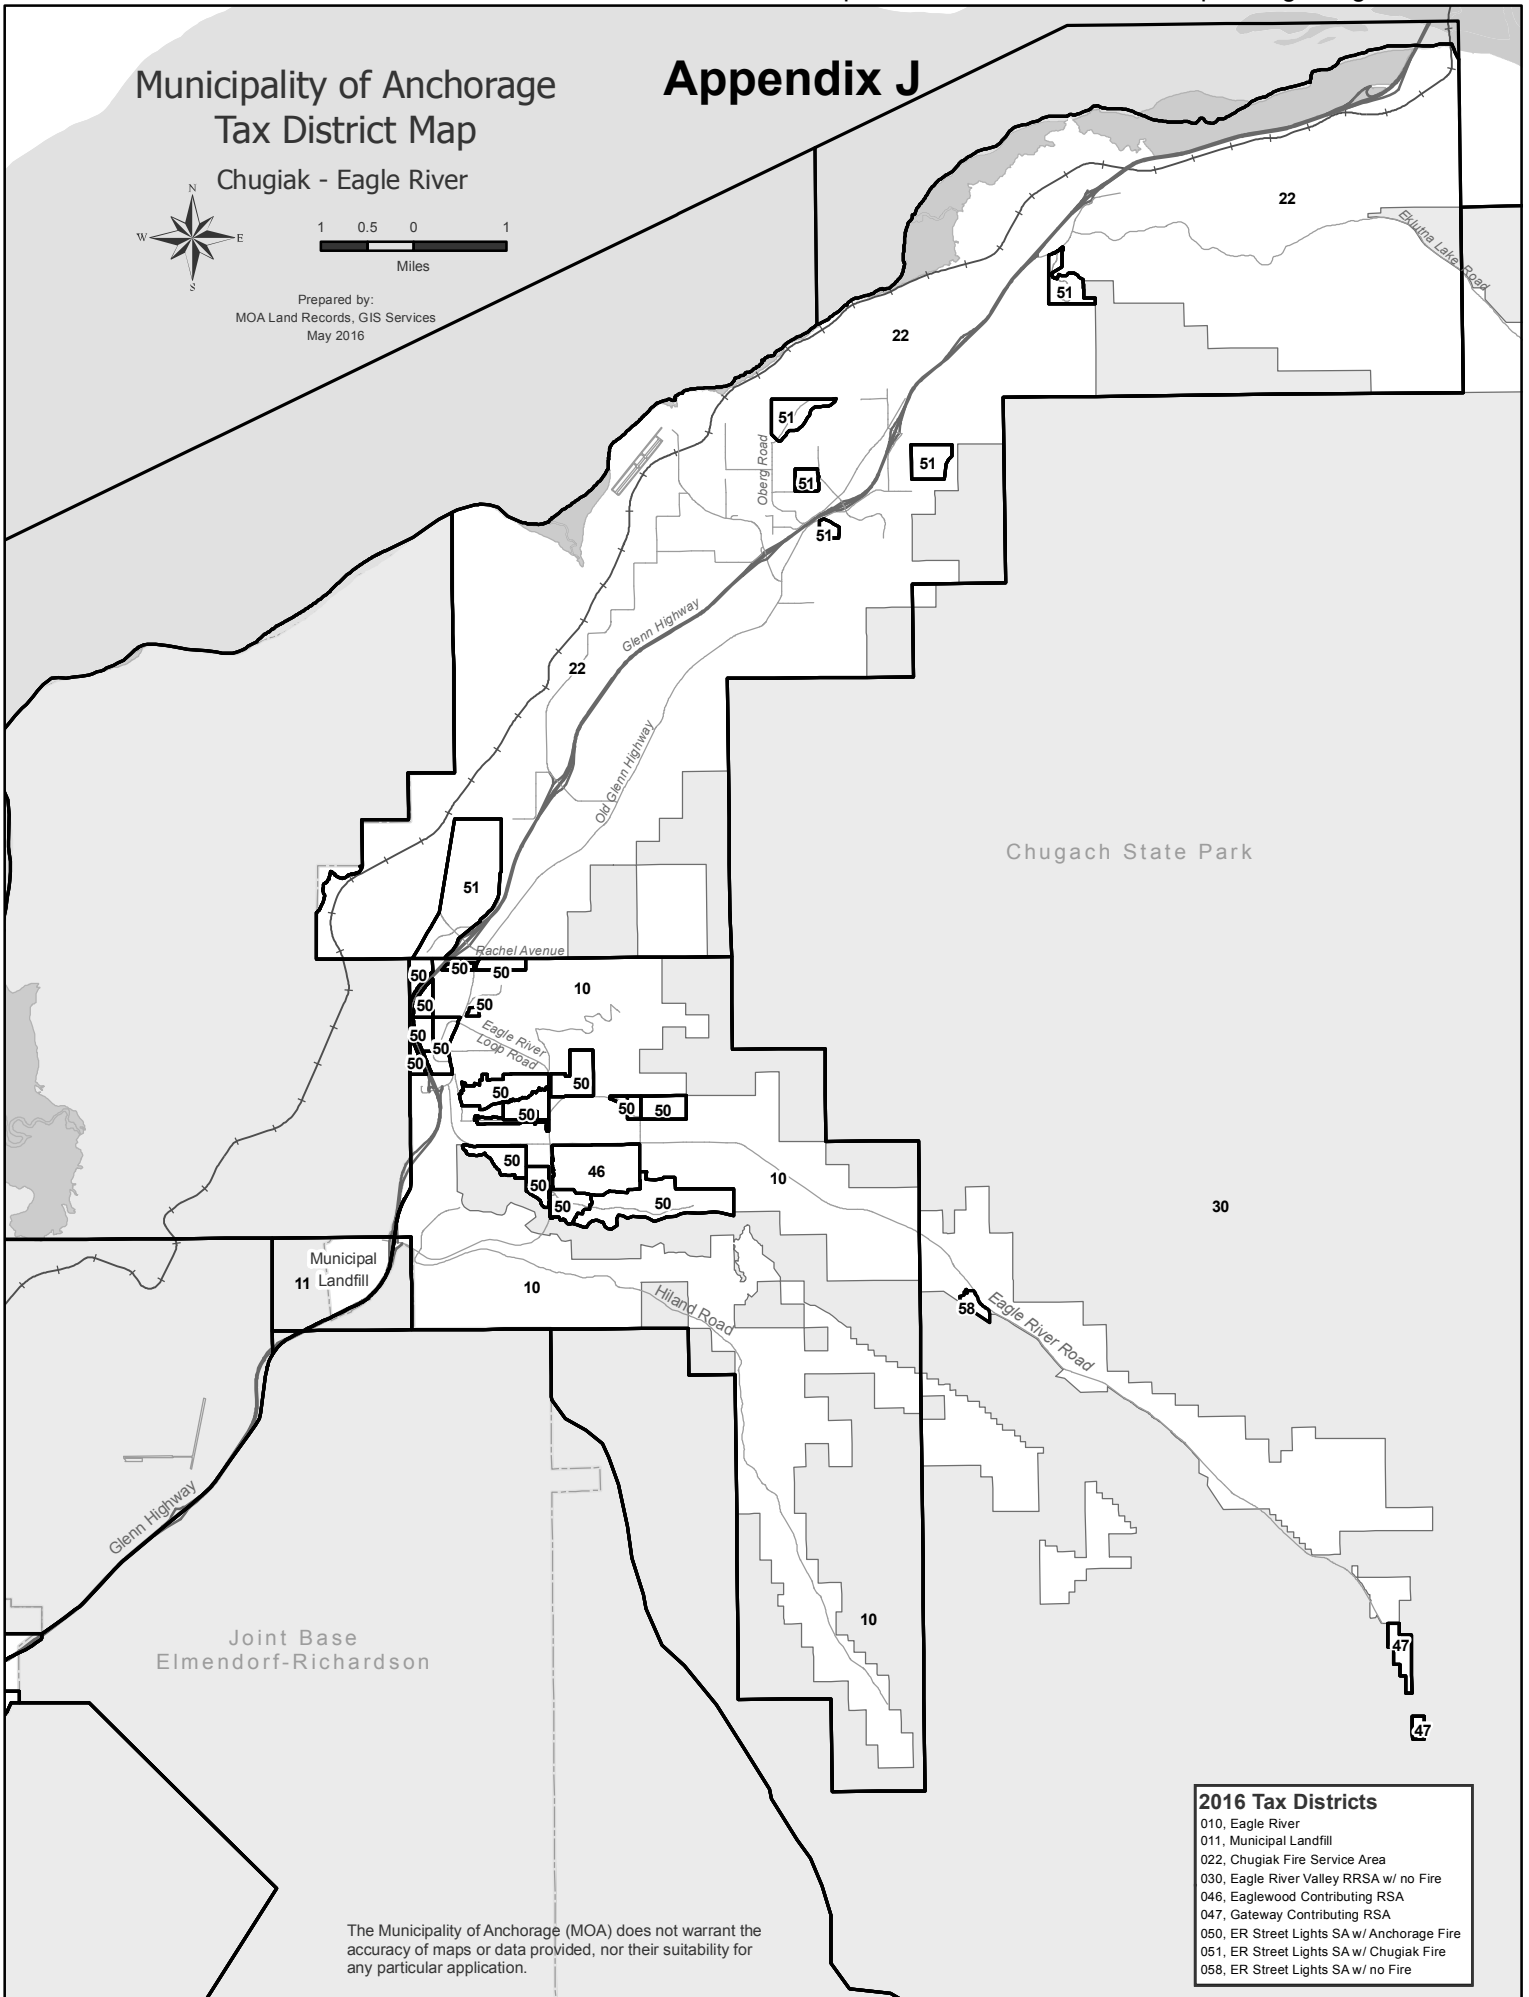 Appendix J
Municipality of Anchorage
Tax District Map
Chugiak - Eagle River
N
W
E
S
1 0.5 0 1
Miles
Prepared by:
MOA Land Records, GIS Services
May 2016
22
Eklutna Lake Road
51
22
51
Oberg Road
51
51
51
Glenn Highway
22
Old Glenn Highway
Chugach State Park
51
Rachel Avenue
50
50
50
10
50
50
Eagle River
Loop Road
50
50
50
50
50
50
50
50
50
46
50
10
50
50
30
Municipal
Landfill
11
10
Hiland Road
58
Eagle River Road
Glenn Highway
10
Joint Base
Elmendorf-Richardson
47
47
2016 Tax Districts
010, Eagle River
011, Municipal Landfill
022, Chugiak Fire Service Area
030, Eagle River Valley RRSA w/ no Fire
046, Eaglewood Contributing RSA
047, Gateway Contributing RSA
050, ER Street Lights SA w/ Anchorage Fire
051, ER Street Lights SA w/ Chugiak Fire
058, ER Street Lights SA w/ no Fire
The Municipality of Anchorage (MOA) does not warrant the
accuracy of maps or data provided, nor their suitability for
any particular application.